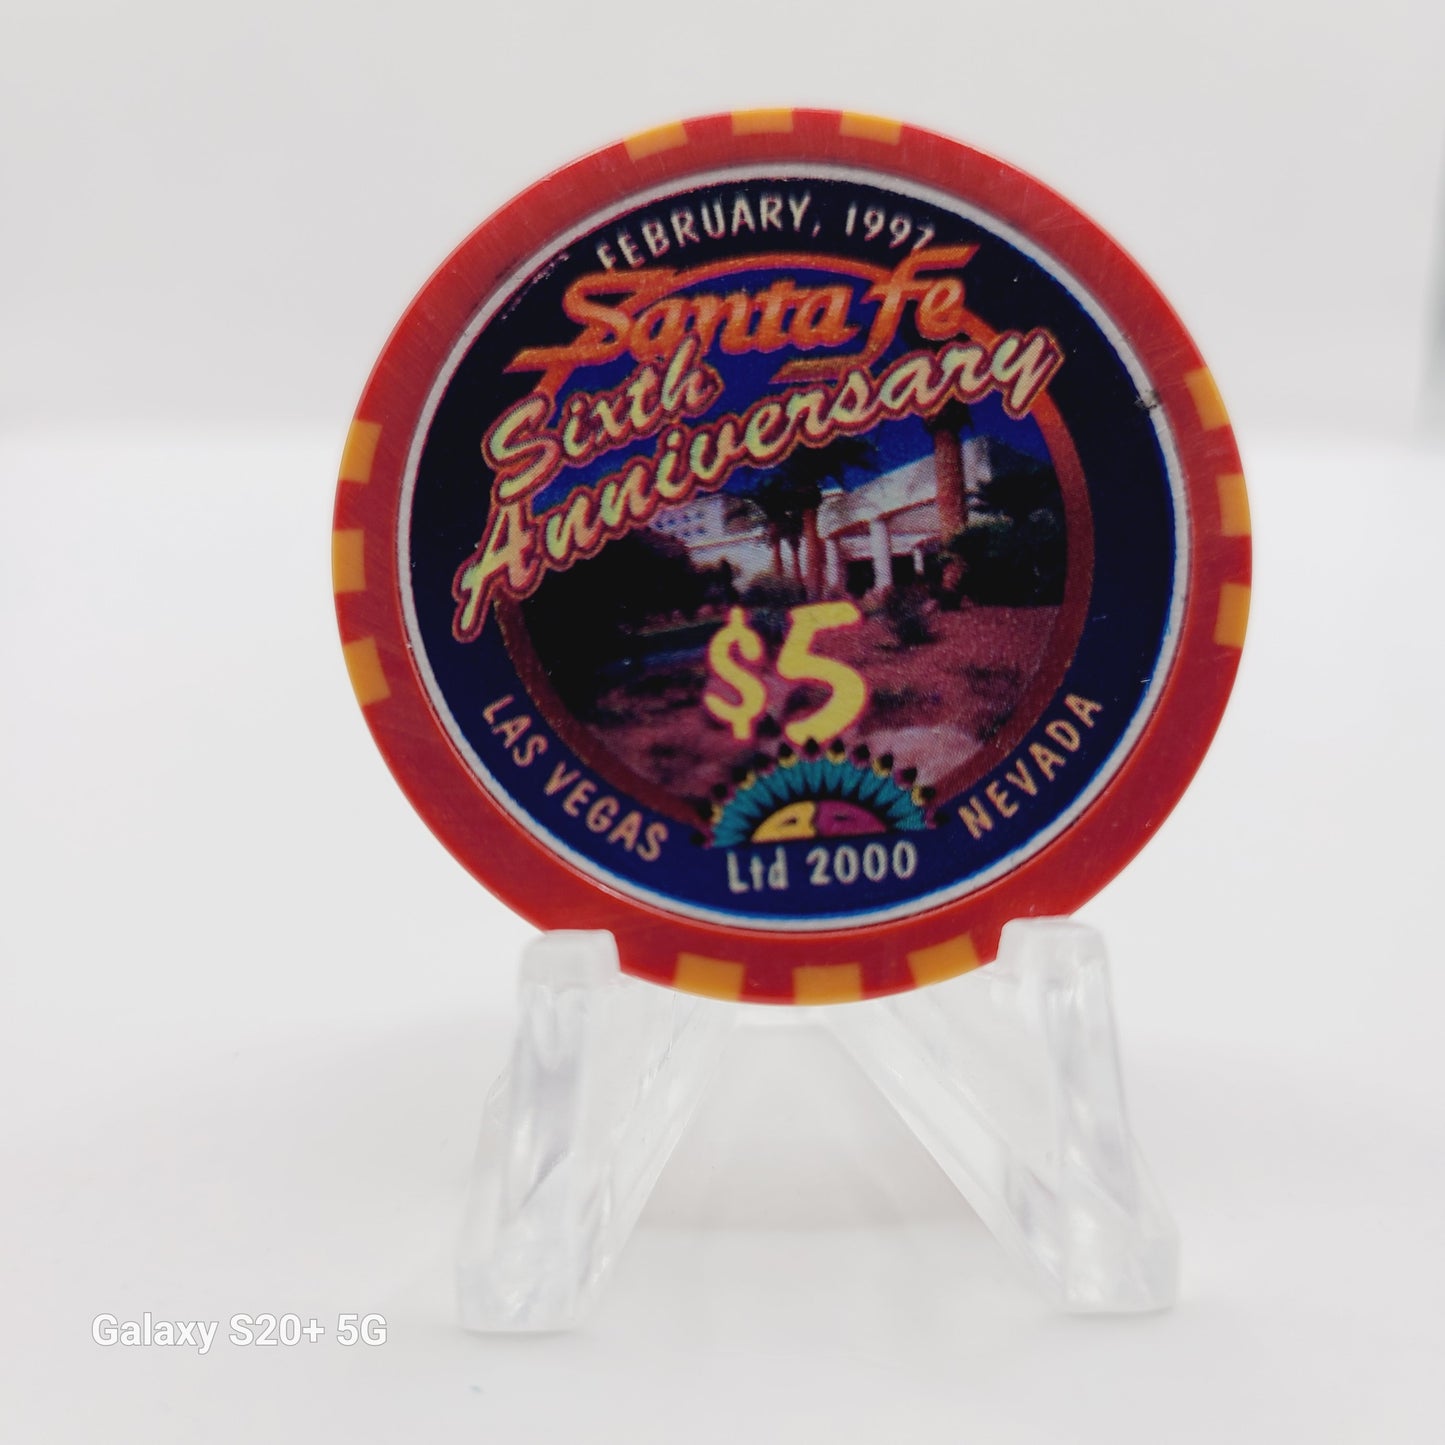 FEBRUARY, 1997
Santa Fe
Sixth
Anniversary
$5
LAS VEGAS
NEVADA
Ltd 2000
Galaxy S20+ 5G